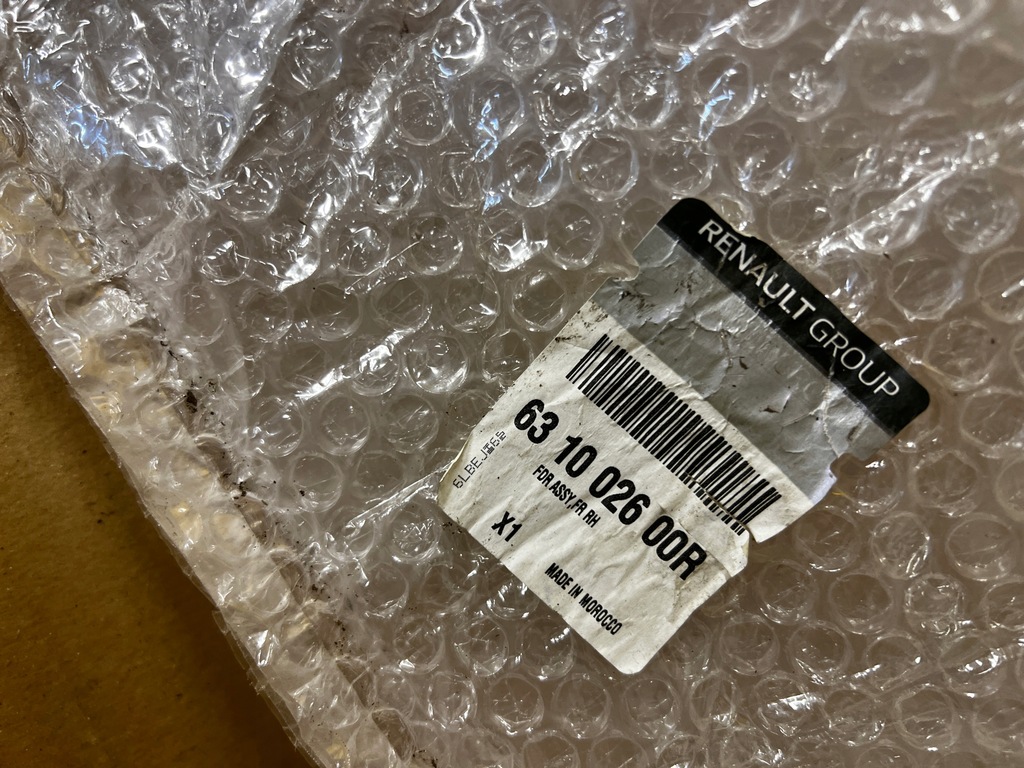 RENAULT GROUP
63 10 026 00R
FDR ASSY,FR RH
X1
MADE IN MOROCCO